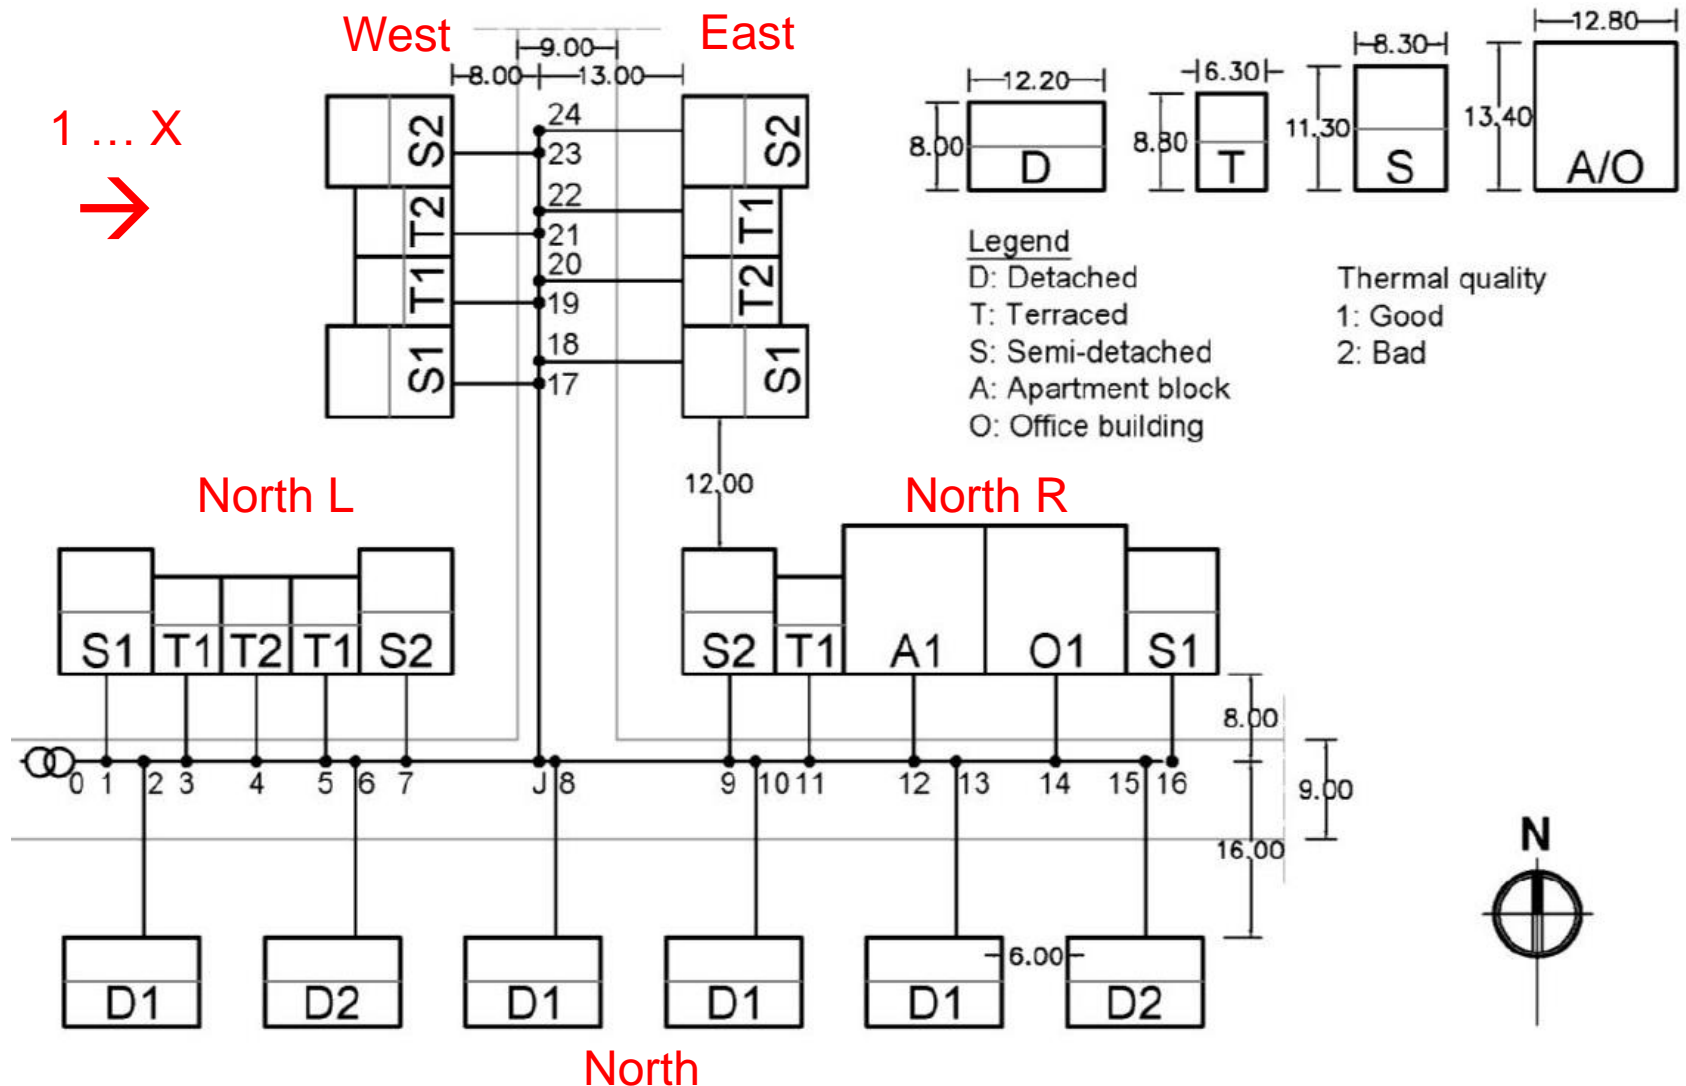 West
East
9.00
8.00
13.00
1 ... X
→
24
23
22
21
20
19
18
17
S2
T2
T1
S1
S2
T1
T2
S1
12.20
8.00
D
6.30
8.80
T
8.30
11.30
S
12.80
13.40
A/O
Legend
D: Detached
T: Terraced
S: Semi-detached
A: Apartment block
O: Office building
Thermal quality
1: Good
2: Bad
12.00
North L
North R
S1 T1 T2 T1 S2
S2 T1 A1 O1 S1
8.00
9.00
16.00
0 1 2 3 4 5 6 7 J 8 9 10 11 12 13 14 15 16
6.00
D1 D2 D1 D1 D1 D2
North
N